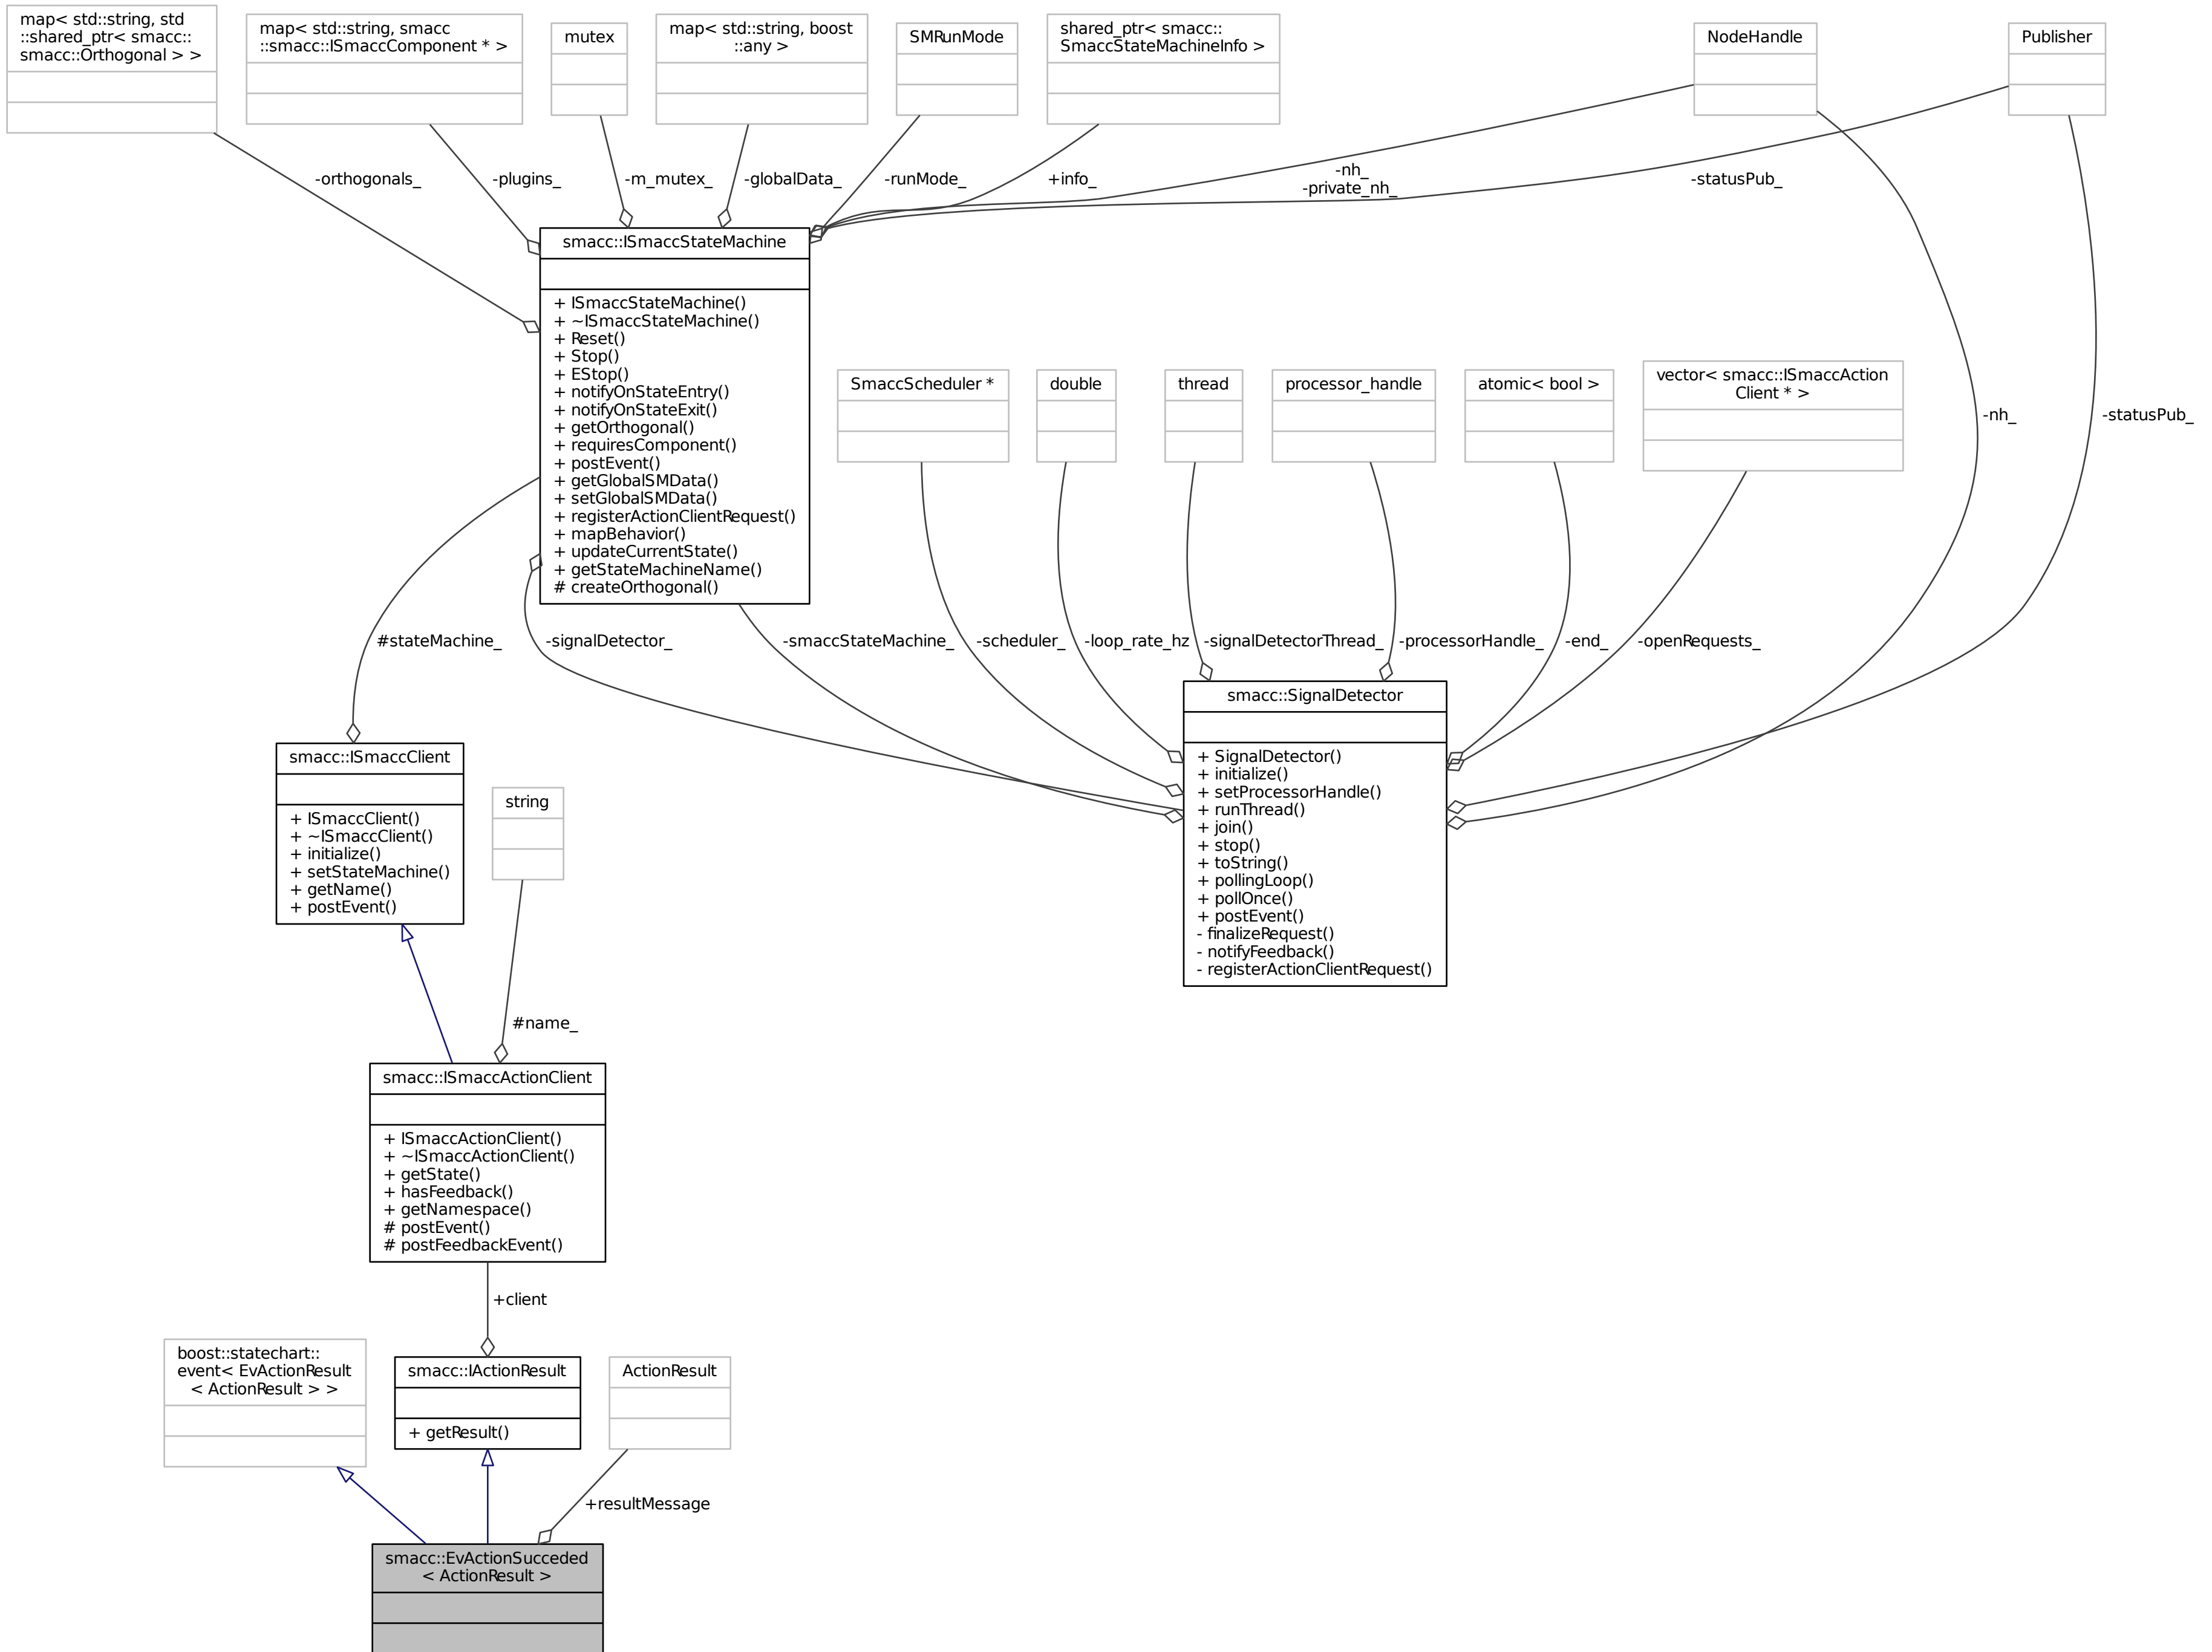 map< std::string, std
::shared_ptr< smacc::
smacc::Orthogonal > >
map< std::string, smacc
::smacc::ISmaccComponent * >
mutex
map< std::string, boost
::any >
SMRunMode
shared_ptr< smacc::
SmaccStateMachineInfo >
NodeHandle
Publisher
-orthogonals_
-plugins_
-m_mutex_
-globalData_
-runMode_
+info_
-nh_
-private_nh_
-statusPub_
smacc::ISmaccStateMachine
+ ISmaccStateMachine()
+ ~ISmaccStateMachine()
+ Reset()
+ Stop()
+ EStop()
+ notifyOnStateEntry()
+ notifyOnStateExit()
+ getOrthogonal()
+ requiresComponent()
+ postEvent()
+ getGlobalSMData()
+ setGlobalSMData()
+ registerActionClientRequest()
+ mapBehavior()
+ updateCurrentState()
+ getStateMachineName()
# createOrthogonal()
SmaccScheduler *
double
thread
processor_handle
atomic< bool >
vector< smacc::ISmaccAction
Client * >
-nh_
-statusPub_
#stateMachine_
-signalDetector_
-smaccStateMachine_
-scheduler_
-loop_rate_hz
-signalDetectorThread_
-processorHandle_
-end_
-openRequests_
smacc::SignalDetector
+ SignalDetector()
+ initialize()
+ setProcessorHandle()
+ runThread()
+ join()
+ stop()
+ toString()
+ pollingLoop()
+ pollOnce()
+ postEvent()
- finalizeRequest()
- notifyFeedback()
- registerActionClientRequest()
smacc::ISmaccClient
+ ISmaccClient()
+ ~ISmaccClient()
+ initialize()
+ setStateMachine()
+ getName()
+ postEvent()
string
#name_
smacc::ISmaccActionClient
+ ISmaccActionClient()
+ ~ISmaccActionClient()
+ getState()
+ hasFeedback()
+ getNamespace()
# postEvent()
# postFeedbackEvent()
+client
boost::statechart::
event< EvActionResult
< ActionResult > >
smacc::IActionResult
+ getResult()
ActionResult
+resultMessage
smacc::EvActionSucceded
< ActionResult >